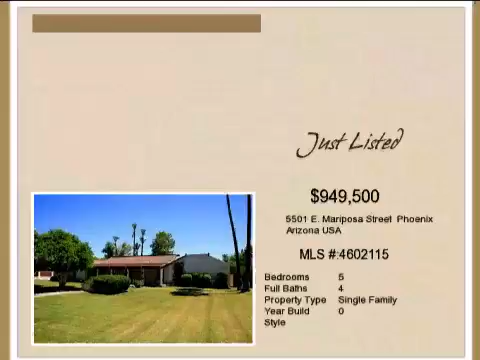 Just Listed
$949,500
5501 E. Mariposa Street Phoenix
Arizona USA
MLS #:4602115
Bedrooms 5
Full Baths 4
Property Type Single Family
Year Build 0
Style